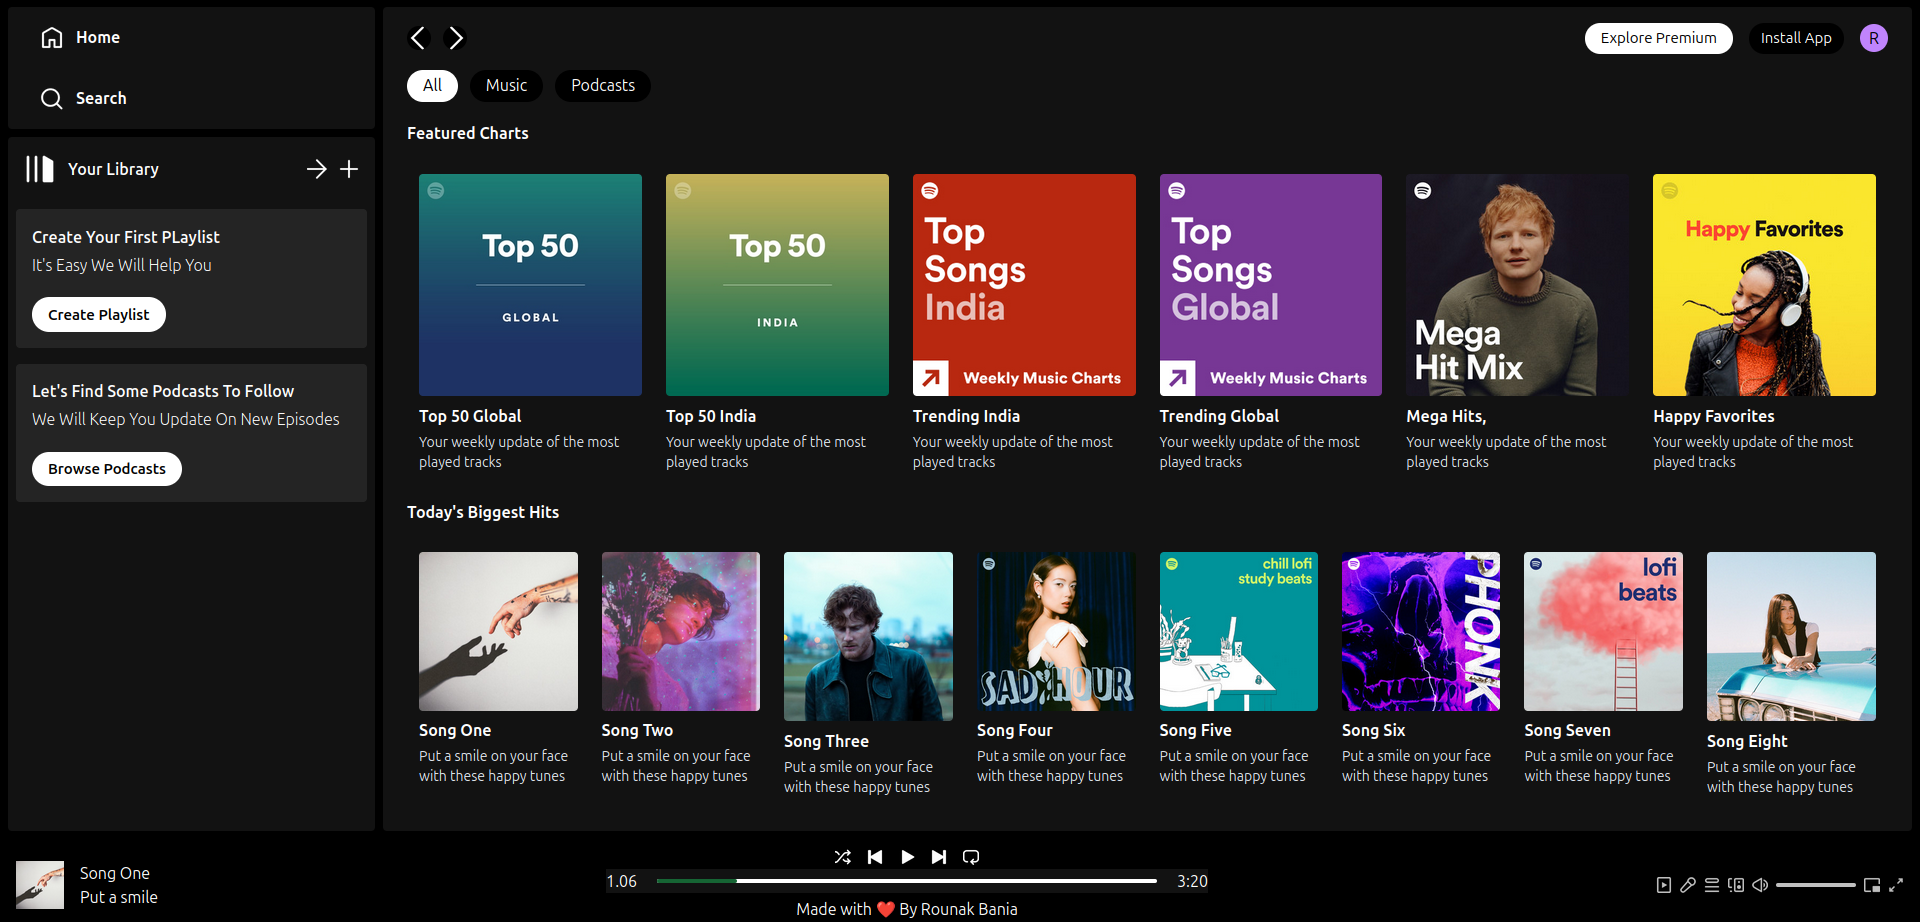 Home
Search
Your Library
Create Your First PLaylist
It's Easy We Will Help You
Create Playlist
Let's Find Some Podcasts To Follow
We Will Keep You Update On New Episodes
Browse Podcasts
Explore Premium
Install App
R
All
Music
Podcasts
Featured Charts
Top 50
GLOBAL
Top 50 Global
Your weekly update of the most
played tracks
Top 50
INDIA
Top 50 India
Your weekly update of the most
played tracks
Top
Songs
India
Weekly Music Charts
Trending India
Your weekly update of the most
played tracks
Top
Songs
Global
Weekly Music Charts
Trending Global
Your weekly update of the most
played tracks
Mega
Hit Mix
Mega Hits,
Your weekly update of the most
played tracks
Happy Favorites
Happy Favorites
Your weekly update of the most
played tracks
Today's Biggest Hits
Song One
Put a smile on your face
with these happy tunes
Song Two
Put a smile on your face
with these happy tunes
Song Three
Put a smile on your face
with these happy tunes
SAD HOUR
Song Four
Put a smile on your face
with these happy tunes
chill lofi
study beats
Song Five
Put a smile on your face
with these happy tunes
PHONK
Song Six
Put a smile on your face
with these happy tunes
lofi
beats
Song Seven
Put a smile on your face
with these happy tunes
Song Eight
Put a smile on your face
with these happy tunes
Song One
Put a smile
1.06
3:20
Made with ❤️ By Rounak Bania